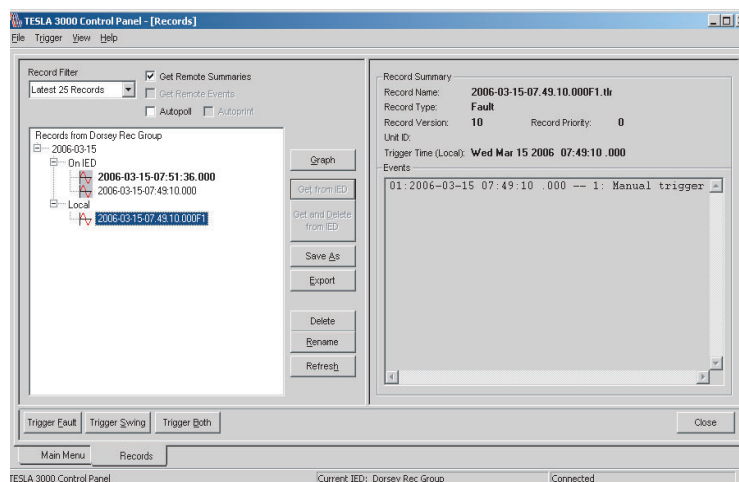 TESLA 3000 Control Panel - [Records]
File Trigger View Help
Record Filter
Latest 25 Records
Get Remote Summaries
Get Remote Events
Autopoll Autoprint
Records from Dorsey Rec Group
2006-03-15
On IED
2006-03-15-07:51:36.000
2006-03-15-07:49:10.000
Local
2006-03-15-07.49.10.000F1
Graph
Get from IED
Get and Delete
from IED
Save As
Export
Delete
Rename
Refresh
Record Summary
Record Name: 2006-03-15-07.49.10.000F1.tlr
Record Type: Fault
Record Version: 10 Record Priority: 0
Unit ID:
Trigger Time (Local): Wed Mar 15 2006 07:49:10 .000
Events
01:2006-03-15 07:49:10 .000 -- 1: Manual trigger
Trigger Fault Trigger Swing Trigger Both
Close
Main Menu Records
TESLA 3000 Control Panel Current IED: Dorsey Rec Group Connected